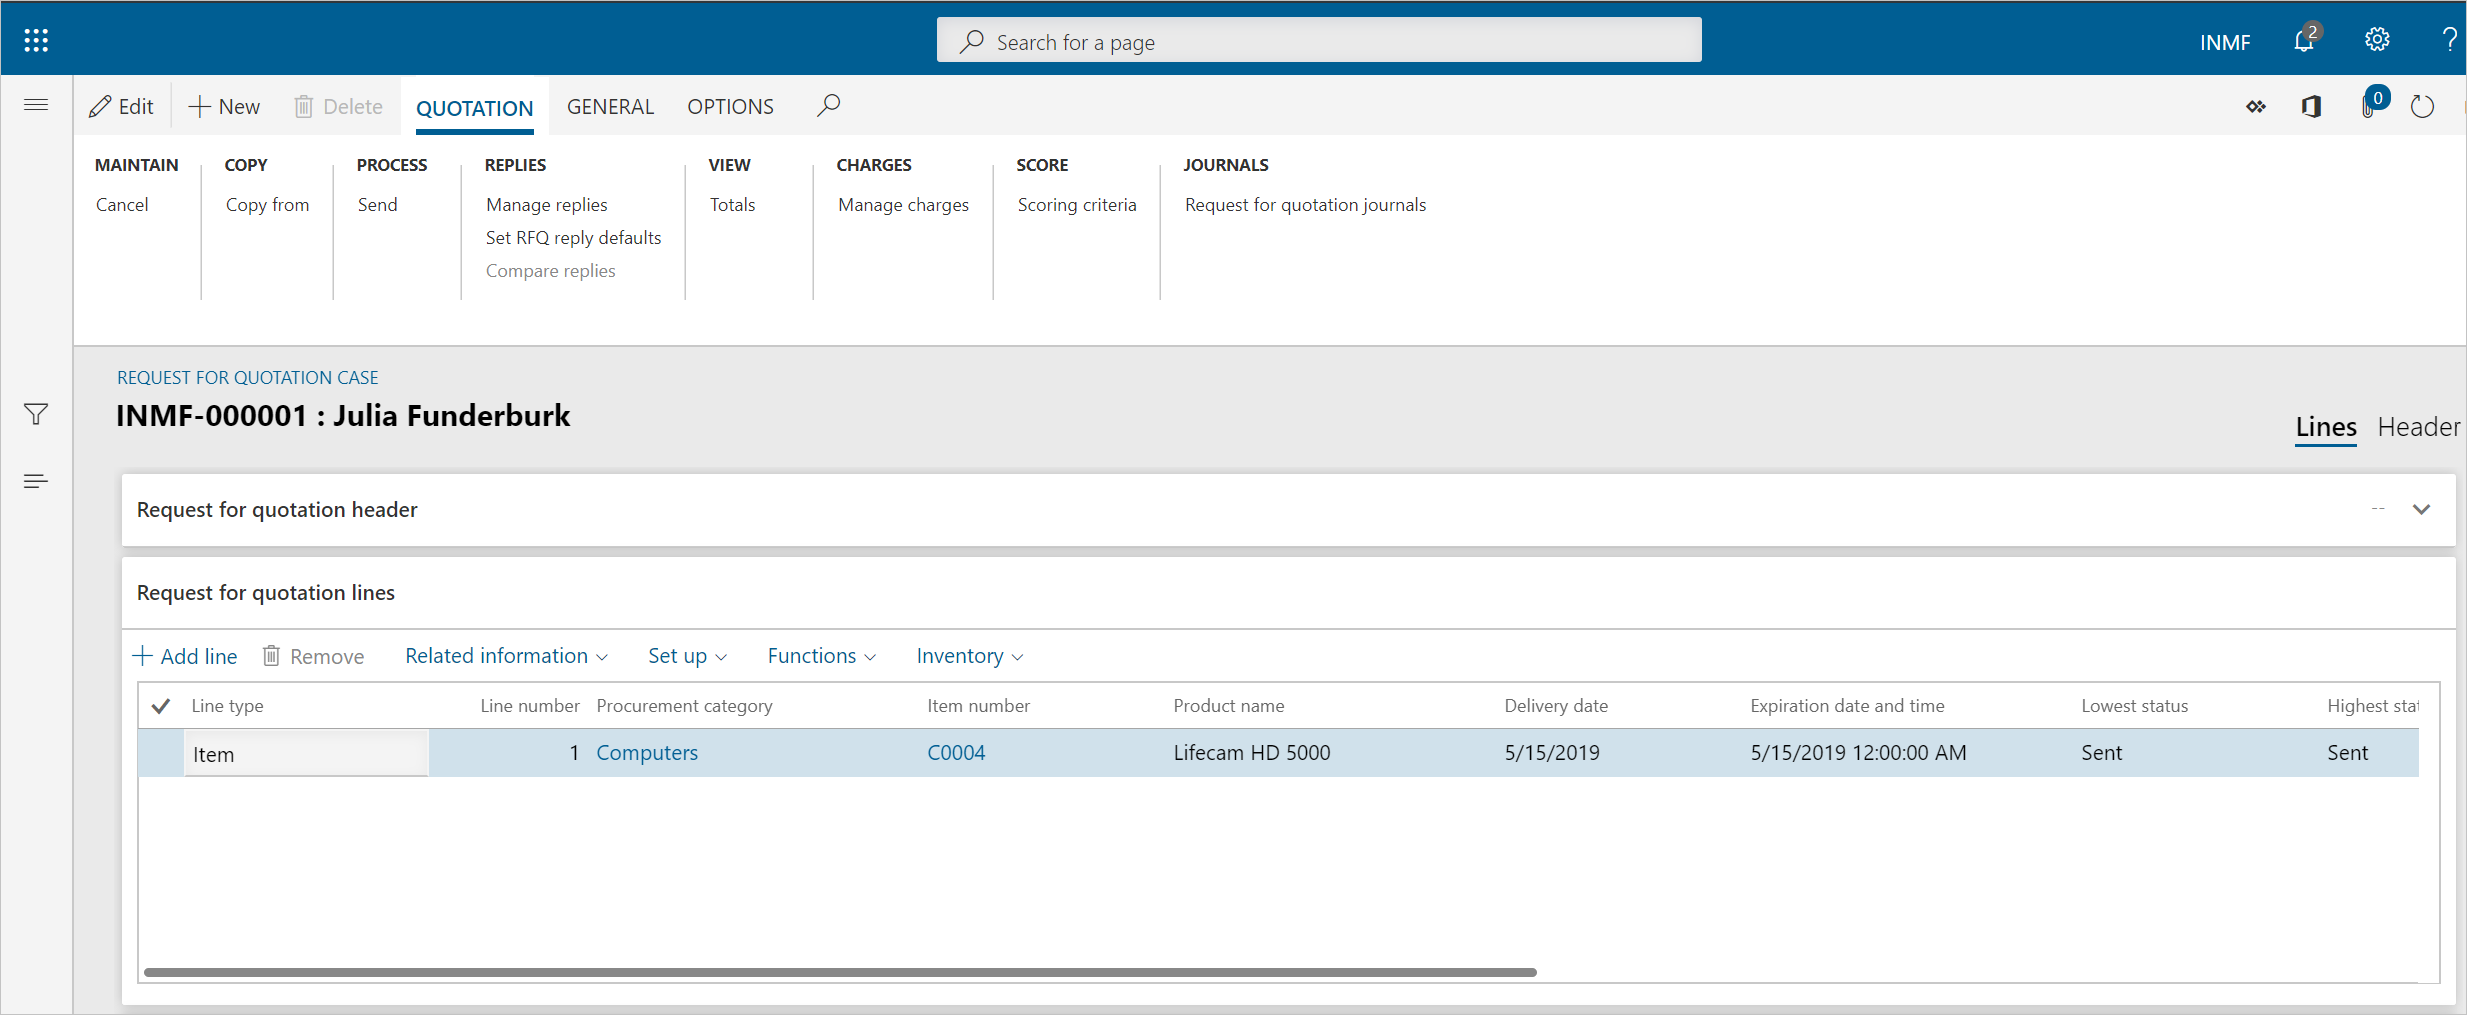 Search for a page
INMF
2
?
Edit
New
Delete
QUOTATION
GENERAL
OPTIONS
0
MAINTAIN
Cancel
COPY
Copy from
PROCESS
Send
REPLIES
Manage replies
Set RFQ reply defaults
Compare replies
VIEW
Totals
CHARGES
Manage charges
SCORE
Scoring criteria
JOURNALS
Request for quotation journals
REQUEST FOR QUOTATION CASE
INMF-000001 : Julia Funderburk
Lines
Header
Request for quotation header
--
Request for quotation lines
Add line
Remove
Related information
Set up
Functions
Inventory
Line type
Line number
Procurement category
Item number
Product name
Delivery date
Expiration date and time
Lowest status
Highest stat
Item
1
Computers
C0004
Lifecam HD 5000
5/15/2019
5/15/2019 12:00:00 AM
Sent
Sent